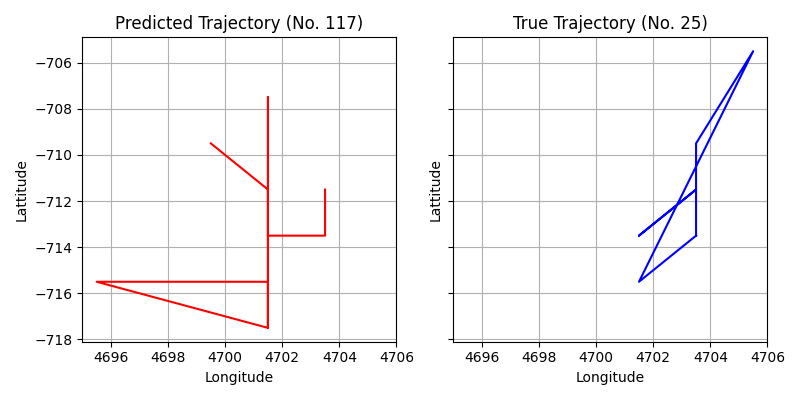 Predicted Trajectory (No. 117)
True Trajectory (No. 25)
Lattitude
−706
−708
−710
−712
−714
−716
−718
4696 4698 4700 4702 4704 4706
Longitude
Lattitude
4696 4698 4700 4702 4704 4706
Longitude